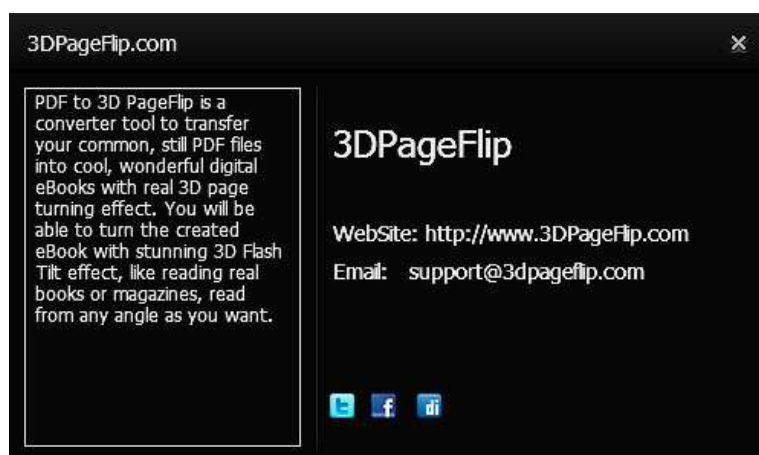 3DPageFlip.com
PDF to 3D PageFlip is a
converter tool to transfer
your common, still PDF files
into cool, wonderful digital
eBooks with real 3D page
turning effect. You will be
able to turn the created
eBook with stunning 3D Flash
Tilt effect, like reading real
books or magazines, read
from any angle as you want.
3DPageFlip
WebSite: http://www.3DPageFlip.com
Email: support@3dpageflip.com
t f di